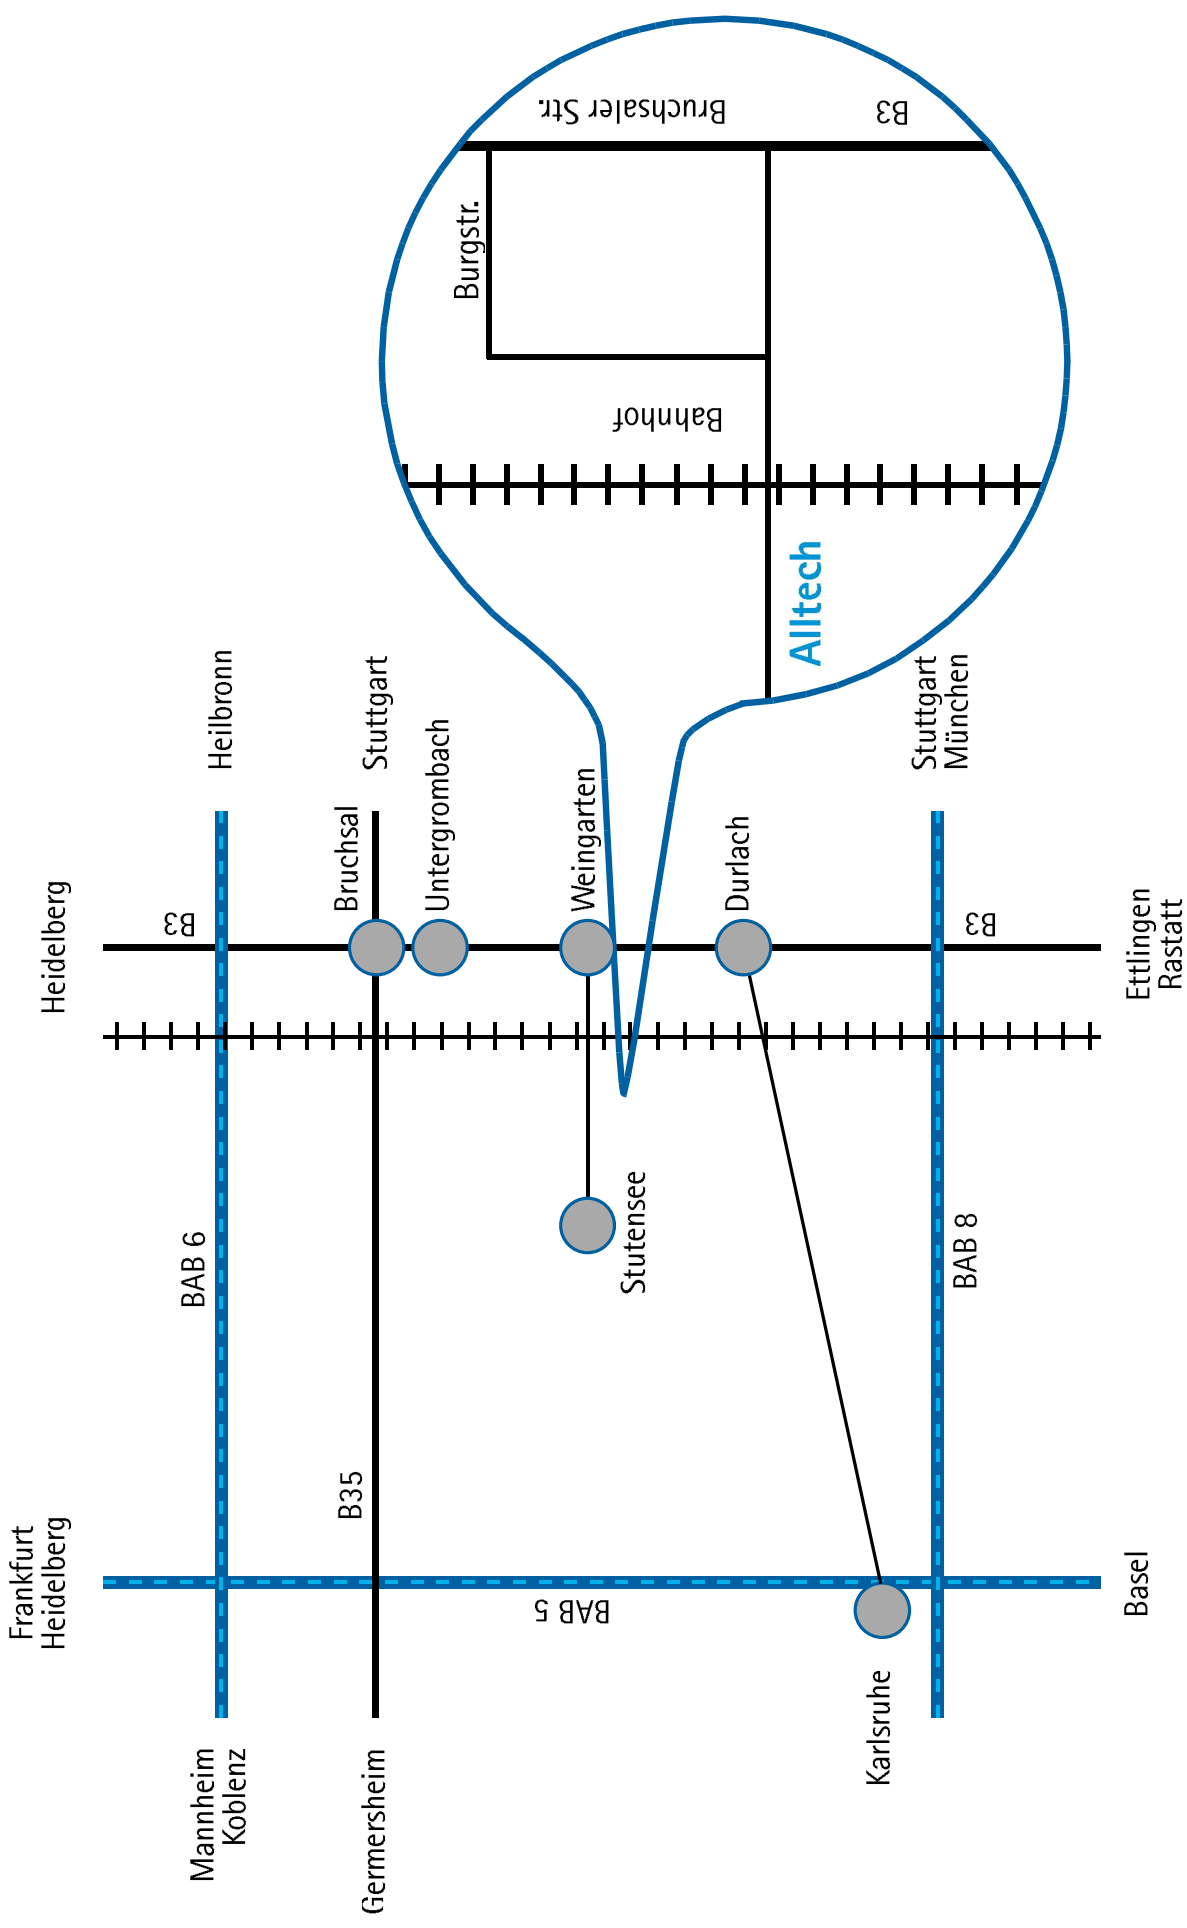 Frankfurt
Heidelberg
Heidelberg
Mannheim
Koblenz
BAB 6
B3
Heilbronn
Germersheim
B35
Bruchsal
Stuttgart
Untergrombach
BAB 5
Stutensee
Weingarten
Durlach
Karlsruhe
BAB 8
B3
Stuttgart
München
Basel
Ettlingen
Rastatt
Burgstr.
Bruchsaler Str.
B3
Bahnhof
Alltech